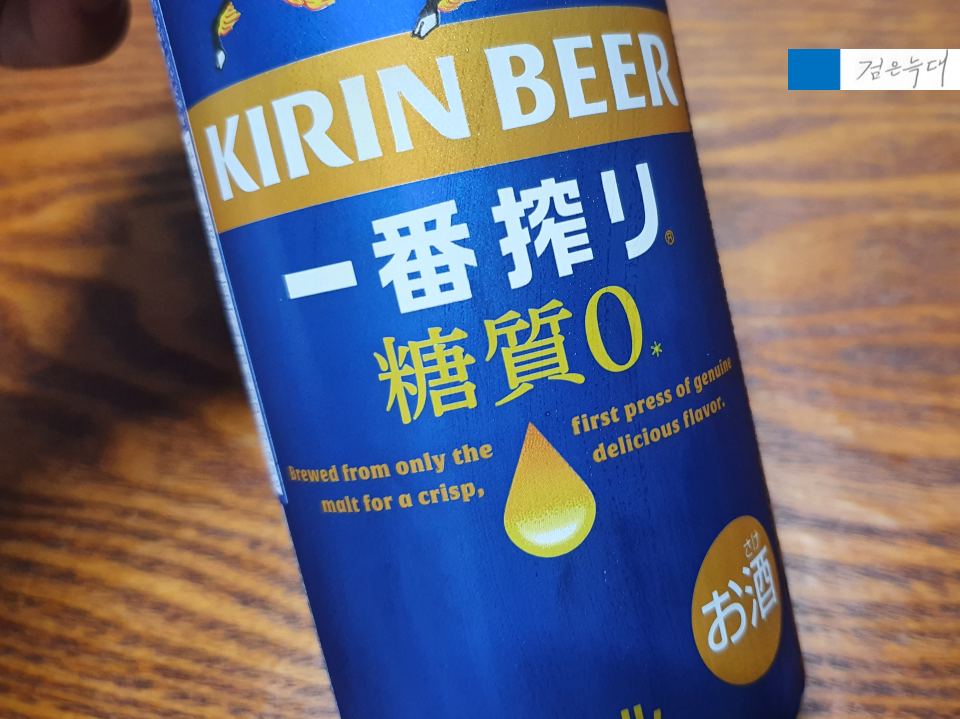 검은늑대
KIRIN BEER
一番搾り®
糖質0*
Brewed from only the
malt for a crisp,
first press of genuine
delicious flavor.
さけ
お酒